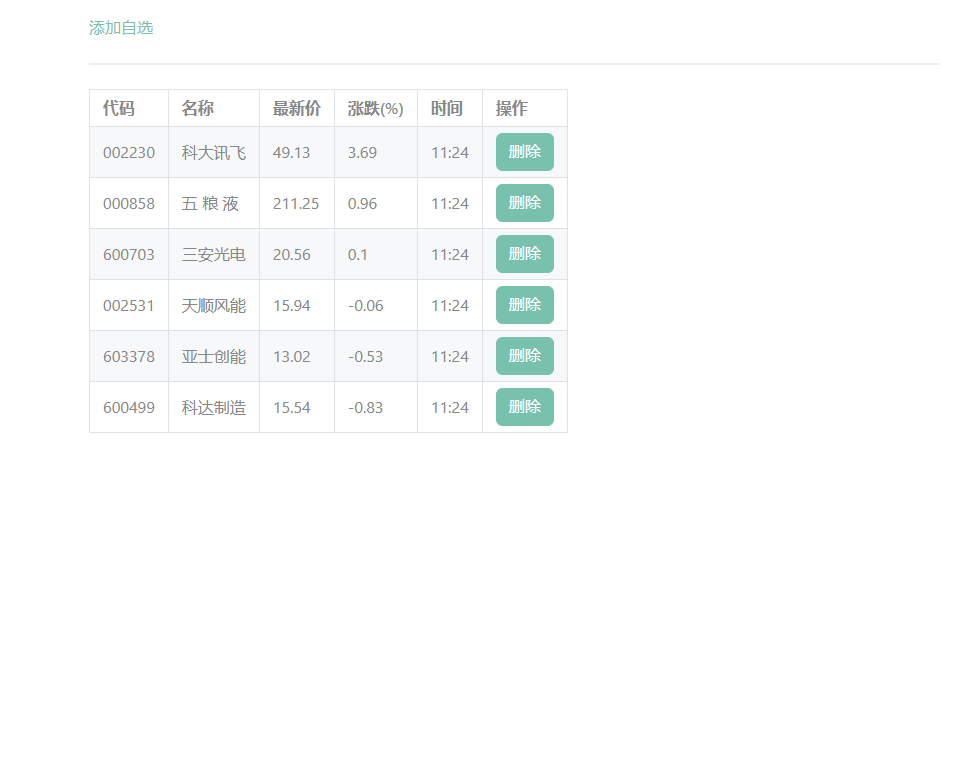 添加自选
代码 名称 最新价 涨跌(%) 时间 操作
002230 科大讯飞 49.13 3.69 11:24 删除
000858 五 粮 液 211.25 0.96 11:24 删除
600703 三安光电 20.56 0.1 11:24 删除
002531 天顺风能 15.94 -0.06 11:24 删除
603378 亚士创能 13.02 -0.53 11:24 删除
600499 科达制造 15.54 -0.83 11:24 删除